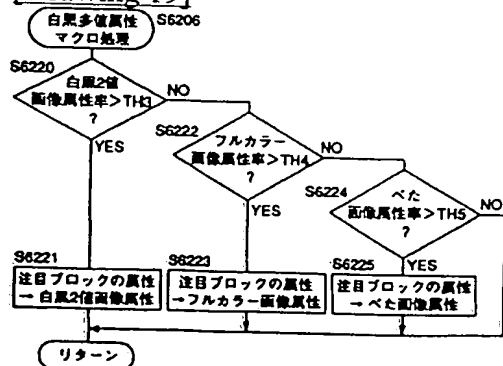 白黒多値属性
マクロ処理
S6206
S6220
白黒2値
画像属性率>TH3
?
NO
YES
S6222
フルカラー
画像属性率>TH4
?
NO
YES
S6224
べた
画像属性率>TH5
?
NO
YES
S6221
注目ブロックの属性
→ 白黒2値画像属性
S6223
注目ブロックの属性
→フルカラー画像属性
S6225
注目ブロックの属性
→ べた画像属性
リターン